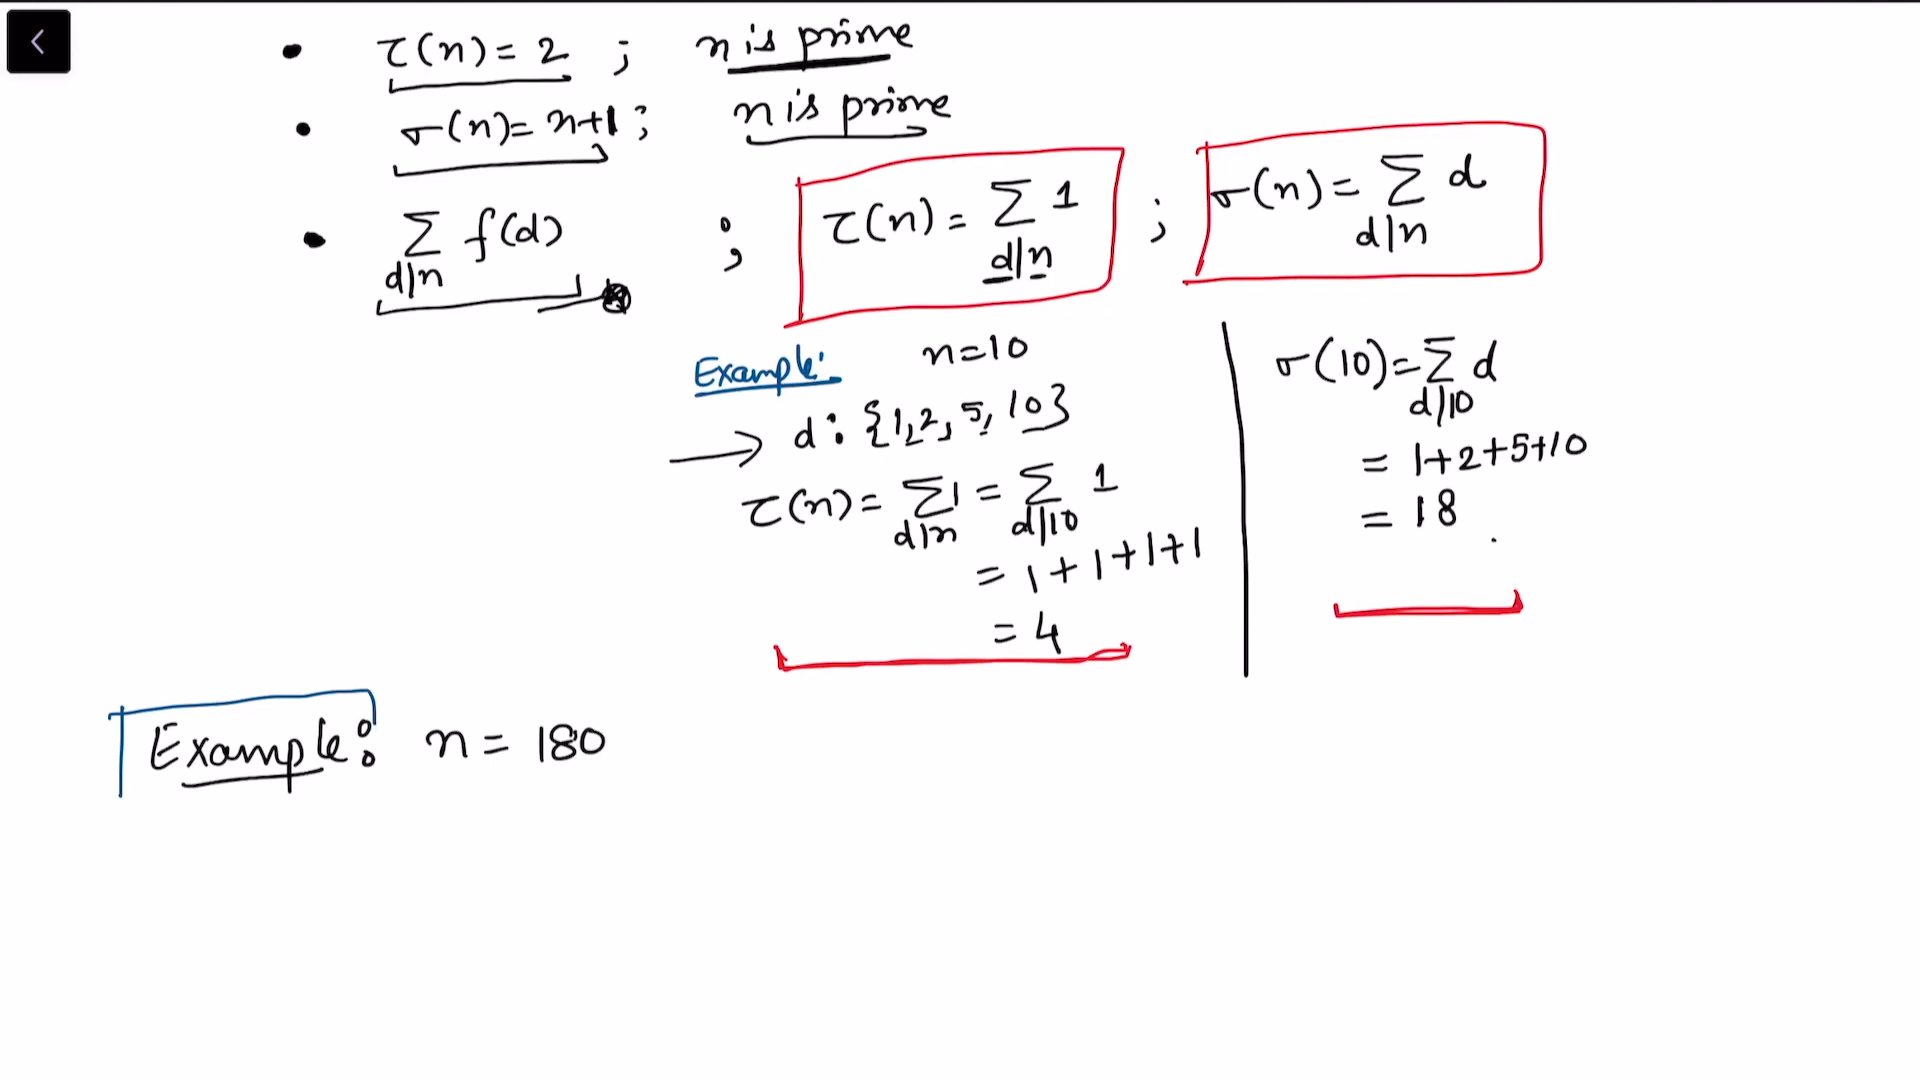 • τ(n) = 2 ; n is prime
• σ(n) = n+1 ; n is prime
• ∑ f(d) ; τ(n) = ∑ 1 ; σ(n) = ∑ d
d|n d|n d|n
Example: n=10
d : {1, 2, 5, 10}
τ(n) = ∑ 1 = ∑ 1
d|n d|10
= 1 + 1 + 1 + 1
= 4
σ(10) = ∑ d
d|10
= 1+2+5+10
= 18
Example: n = 180